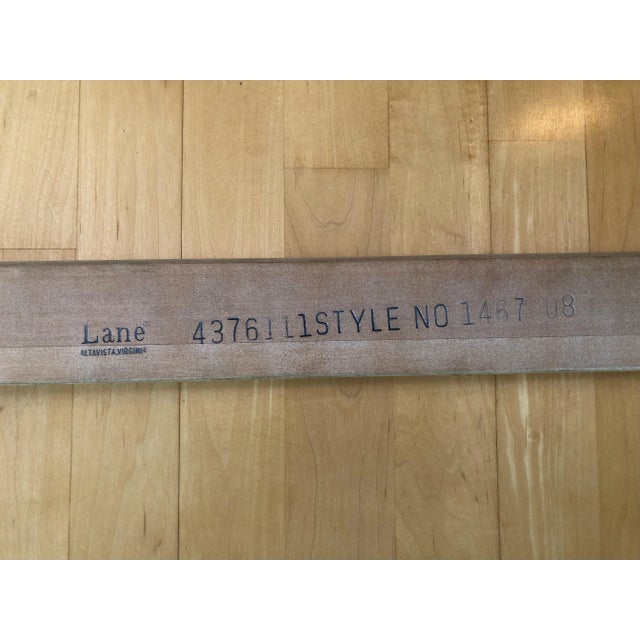 Lane
ALTAVISTA, VIRGINIA
43761L1STYLE NO 1467 08